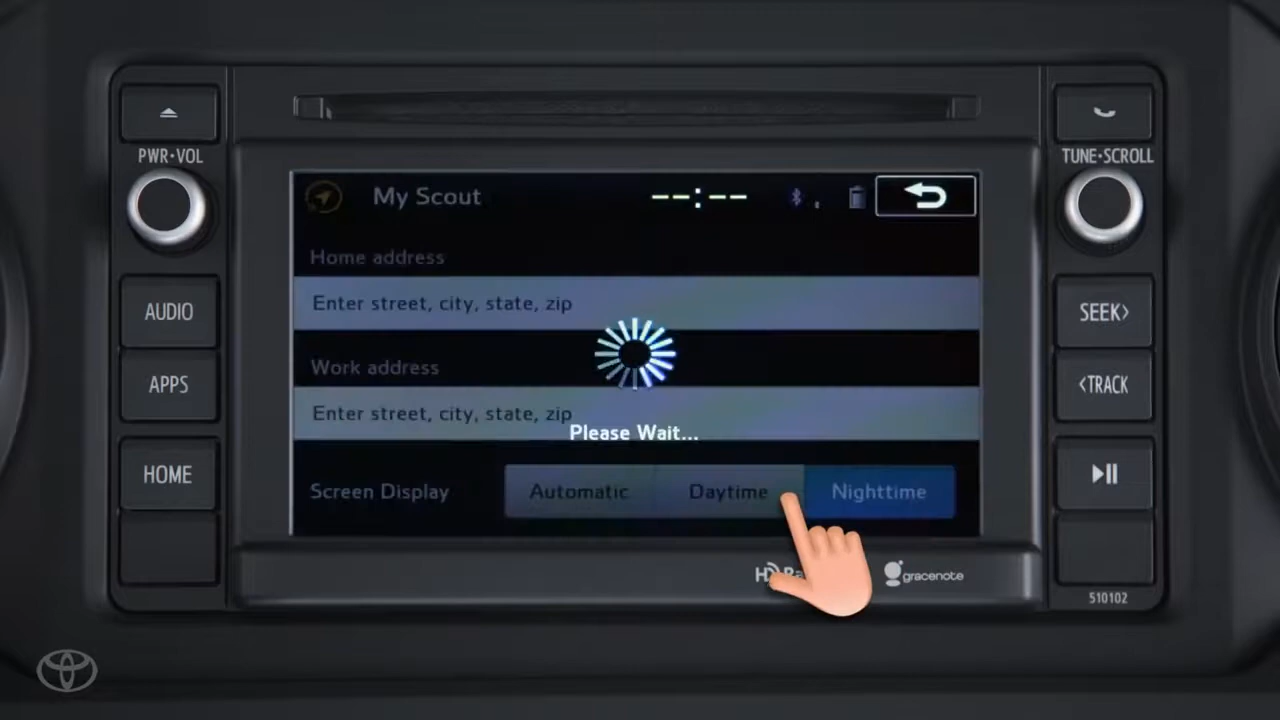 PWR•VOL
AUDIO
APPS
HOME
My Scout
--:--
Home address
Enter street, city, state, zip
Work address
Enter street, city, state, zip
Please Wait...
Screen Display
Automatic
Daytime
Nighttime
gracenote
TUNE•SCROLL
SEEK>
<TRACK
510102